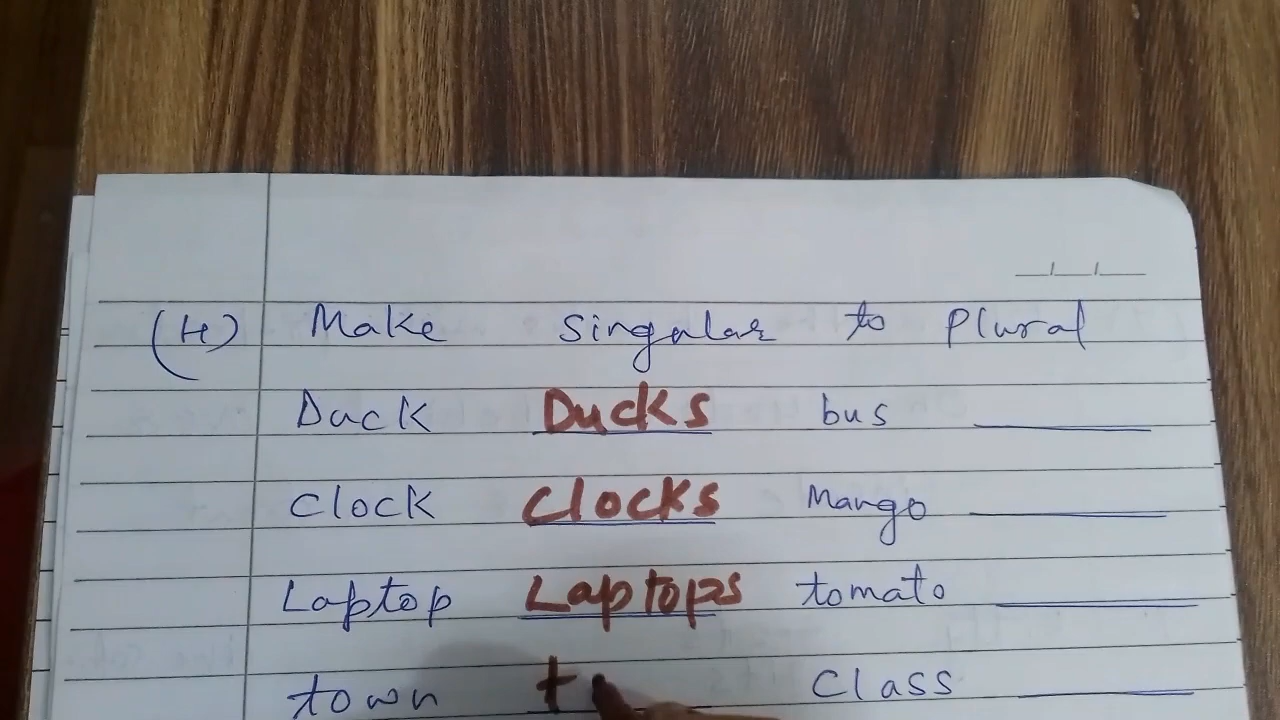 (H) Make Singular to Plural
Duck Ducks bus
Clock Clocks Mango
Laptop Laptops tomato
town t Class